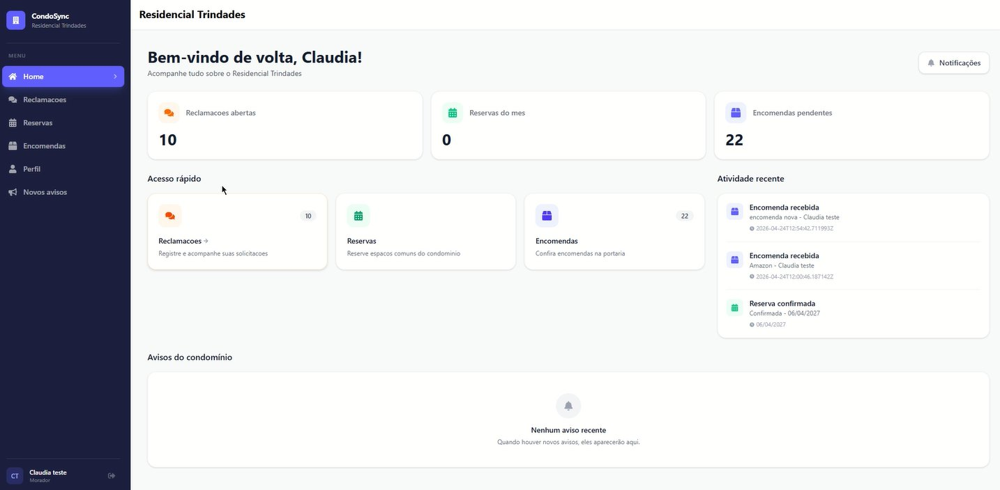 CondoSync
Residencial Trindades
MENU
Home
Reclamacoes
Reservas
Encomendas
Perfil
Novos avisos
CT
Claudia teste
Morador
Residencial Trindades
Bem-vindo de volta, Claudia!
Acompanhe tudo sobre o Residencial Trindades
Notificações
Reclamacoes abertas
10
Reservas do mes
0
Encomendas pendentes
22
Acesso rápido
10
Reclamacoes →
Registre e acompanhe suas solicitacoes
Reservas
Reserve espacos comuns do condominio
22
Encomendas
Confira encomendas na portaria
Atividade recente
Encomenda recebida
encomenda nova - Claudia teste
2026-04-24T12:54:42.711993Z
Encomenda recebida
Amazon - Claudia teste
2026-04-24T12:00:46.187142Z
Reserva confirmada
Confirmada - 06/04/2027
06/04/2027
Avisos do condomínio
Nenhum aviso recente
Quando houver novos avisos, eles aparecerão aqui.